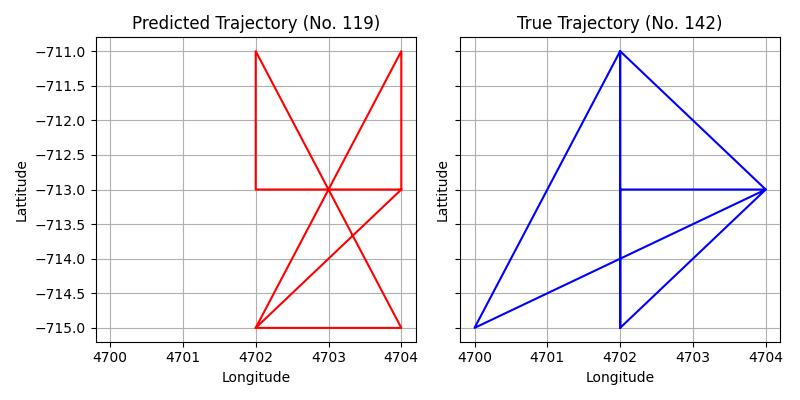 Predicted Trajectory (No. 119)
−711.0
−711.5
−712.0
−712.5
−713.0
−713.5
−714.0
−714.5
−715.0
Lattitude
4700 4701 4702 4703 4704
Longitude
True Trajectory (No. 142)
Lattitude
4700 4701 4702 4703 4704
Longitude